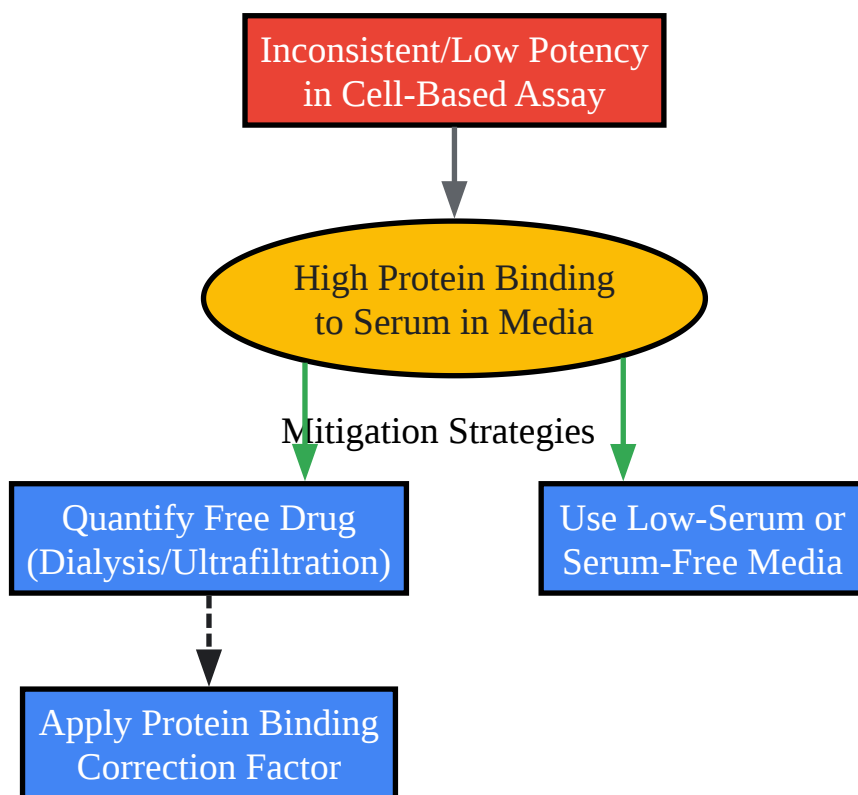 Inconsistent/Low Potency
in Cell-Based Assay
High Protein Binding
to Serum in Media
Mitigation Strategies
Quantify Free Drug
(Dialysis/Ultrafiltration)
Use Low-Serum or
Serum-Free Media
Apply Protein Binding
Correction Factor